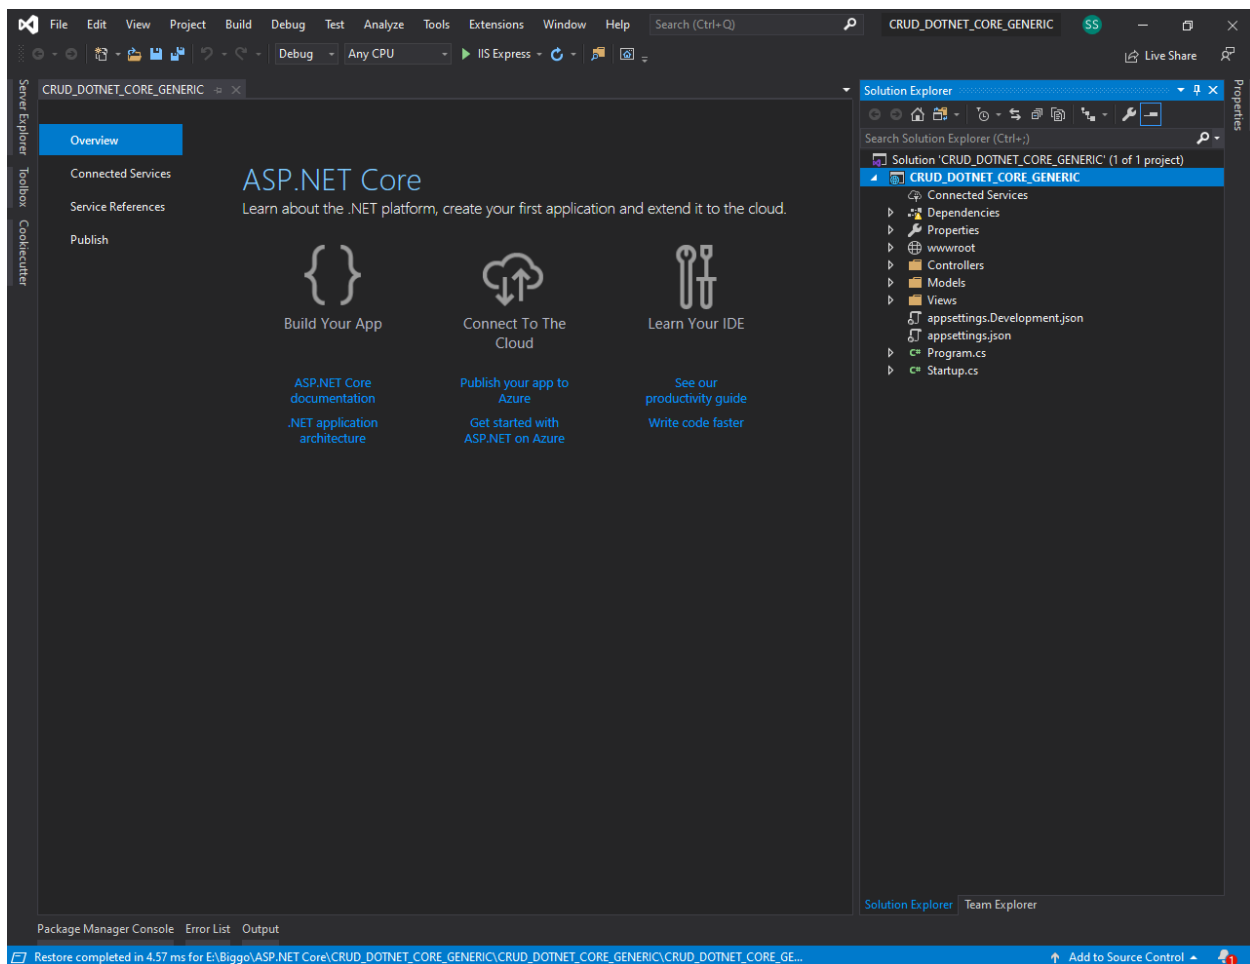 File Edit View Project Build Debug Test Analyze Tools Extensions Window Help Search (Ctrl+Q) CRUD_DOTNET_CORE_GENERIC SS
Debug Any CPU IIS Express Live Share
Server Explorer
Toolbox
Cookiecutter
CRUD_DOTNET_CORE_GENERIC
Overview
Connected Services
Service References
Publish
ASP.NET Core
Learn about the .NET platform, create your first application and extend it to the cloud.
Build Your App
Connect To The
Cloud
Learn Your IDE
ASP.NET Core
documentation
.NET application
architecture
Publish your app to
Azure
Get started with
ASP.NET on Azure
See our
productivity guide
Write code faster
Solution Explorer
Search Solution Explorer (Ctrl+;)
Solution 'CRUD_DOTNET_CORE_GENERIC' (1 of 1 project)
CRUD_DOTNET_CORE_GENERIC
Connected Services
Dependencies
Properties
wwwroot
Controllers
Models
Views
appsettings.Development.json
appsettings.json
C# Program.cs
C# Startup.cs
Solution Explorer Team Explorer
Properties
Package Manager Console Error List Output
Restore completed in 4.57 ms for E:\Biggo\ASP.NET Core\CRUD_DOTNET_CORE_GENERIC\CRUD_DOTNET_CORE_GENERIC\CRUD_DOTNET_CORE_GE... Add to Source Control 1